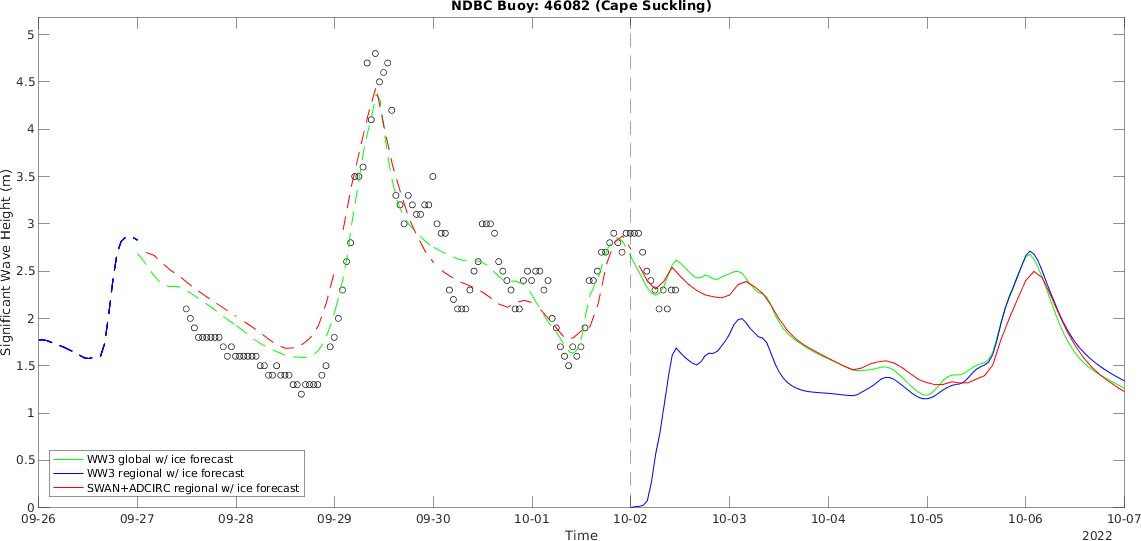 NDBC Buoy: 46082 (Cape Suckling)
5
4.5
4
3.5
3
2.5
2
1.5
1
0.5
0
Significant Wave Height (m)
WW3 global w/ ice forecast
WW3 regional w/ ice forecast
SWAN+ADCIRC regional w/ ice forecast
09-26 09-27 09-28 09-29 09-30 10-01 10-02 10-03 10-04 10-05 10-06 10-07
Time
2022